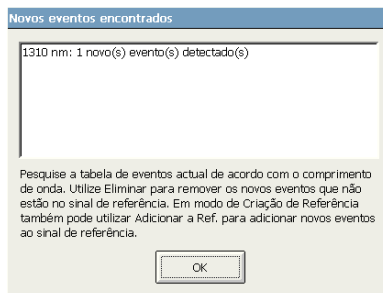 Novos eventos encontrados
1310 nm: 1 novo(s) evento(s) detectado(s)
Pesquise a tabela de eventos actual de acordo com o comprimento
de onda. Utilize Eliminar para remover os novos eventos que não
estão no sinal de referência. Em modo de Criação de Referência
também pode utilizar Adicionar a Ref. para adicionar novos eventos
ao sinal de referência.
OK